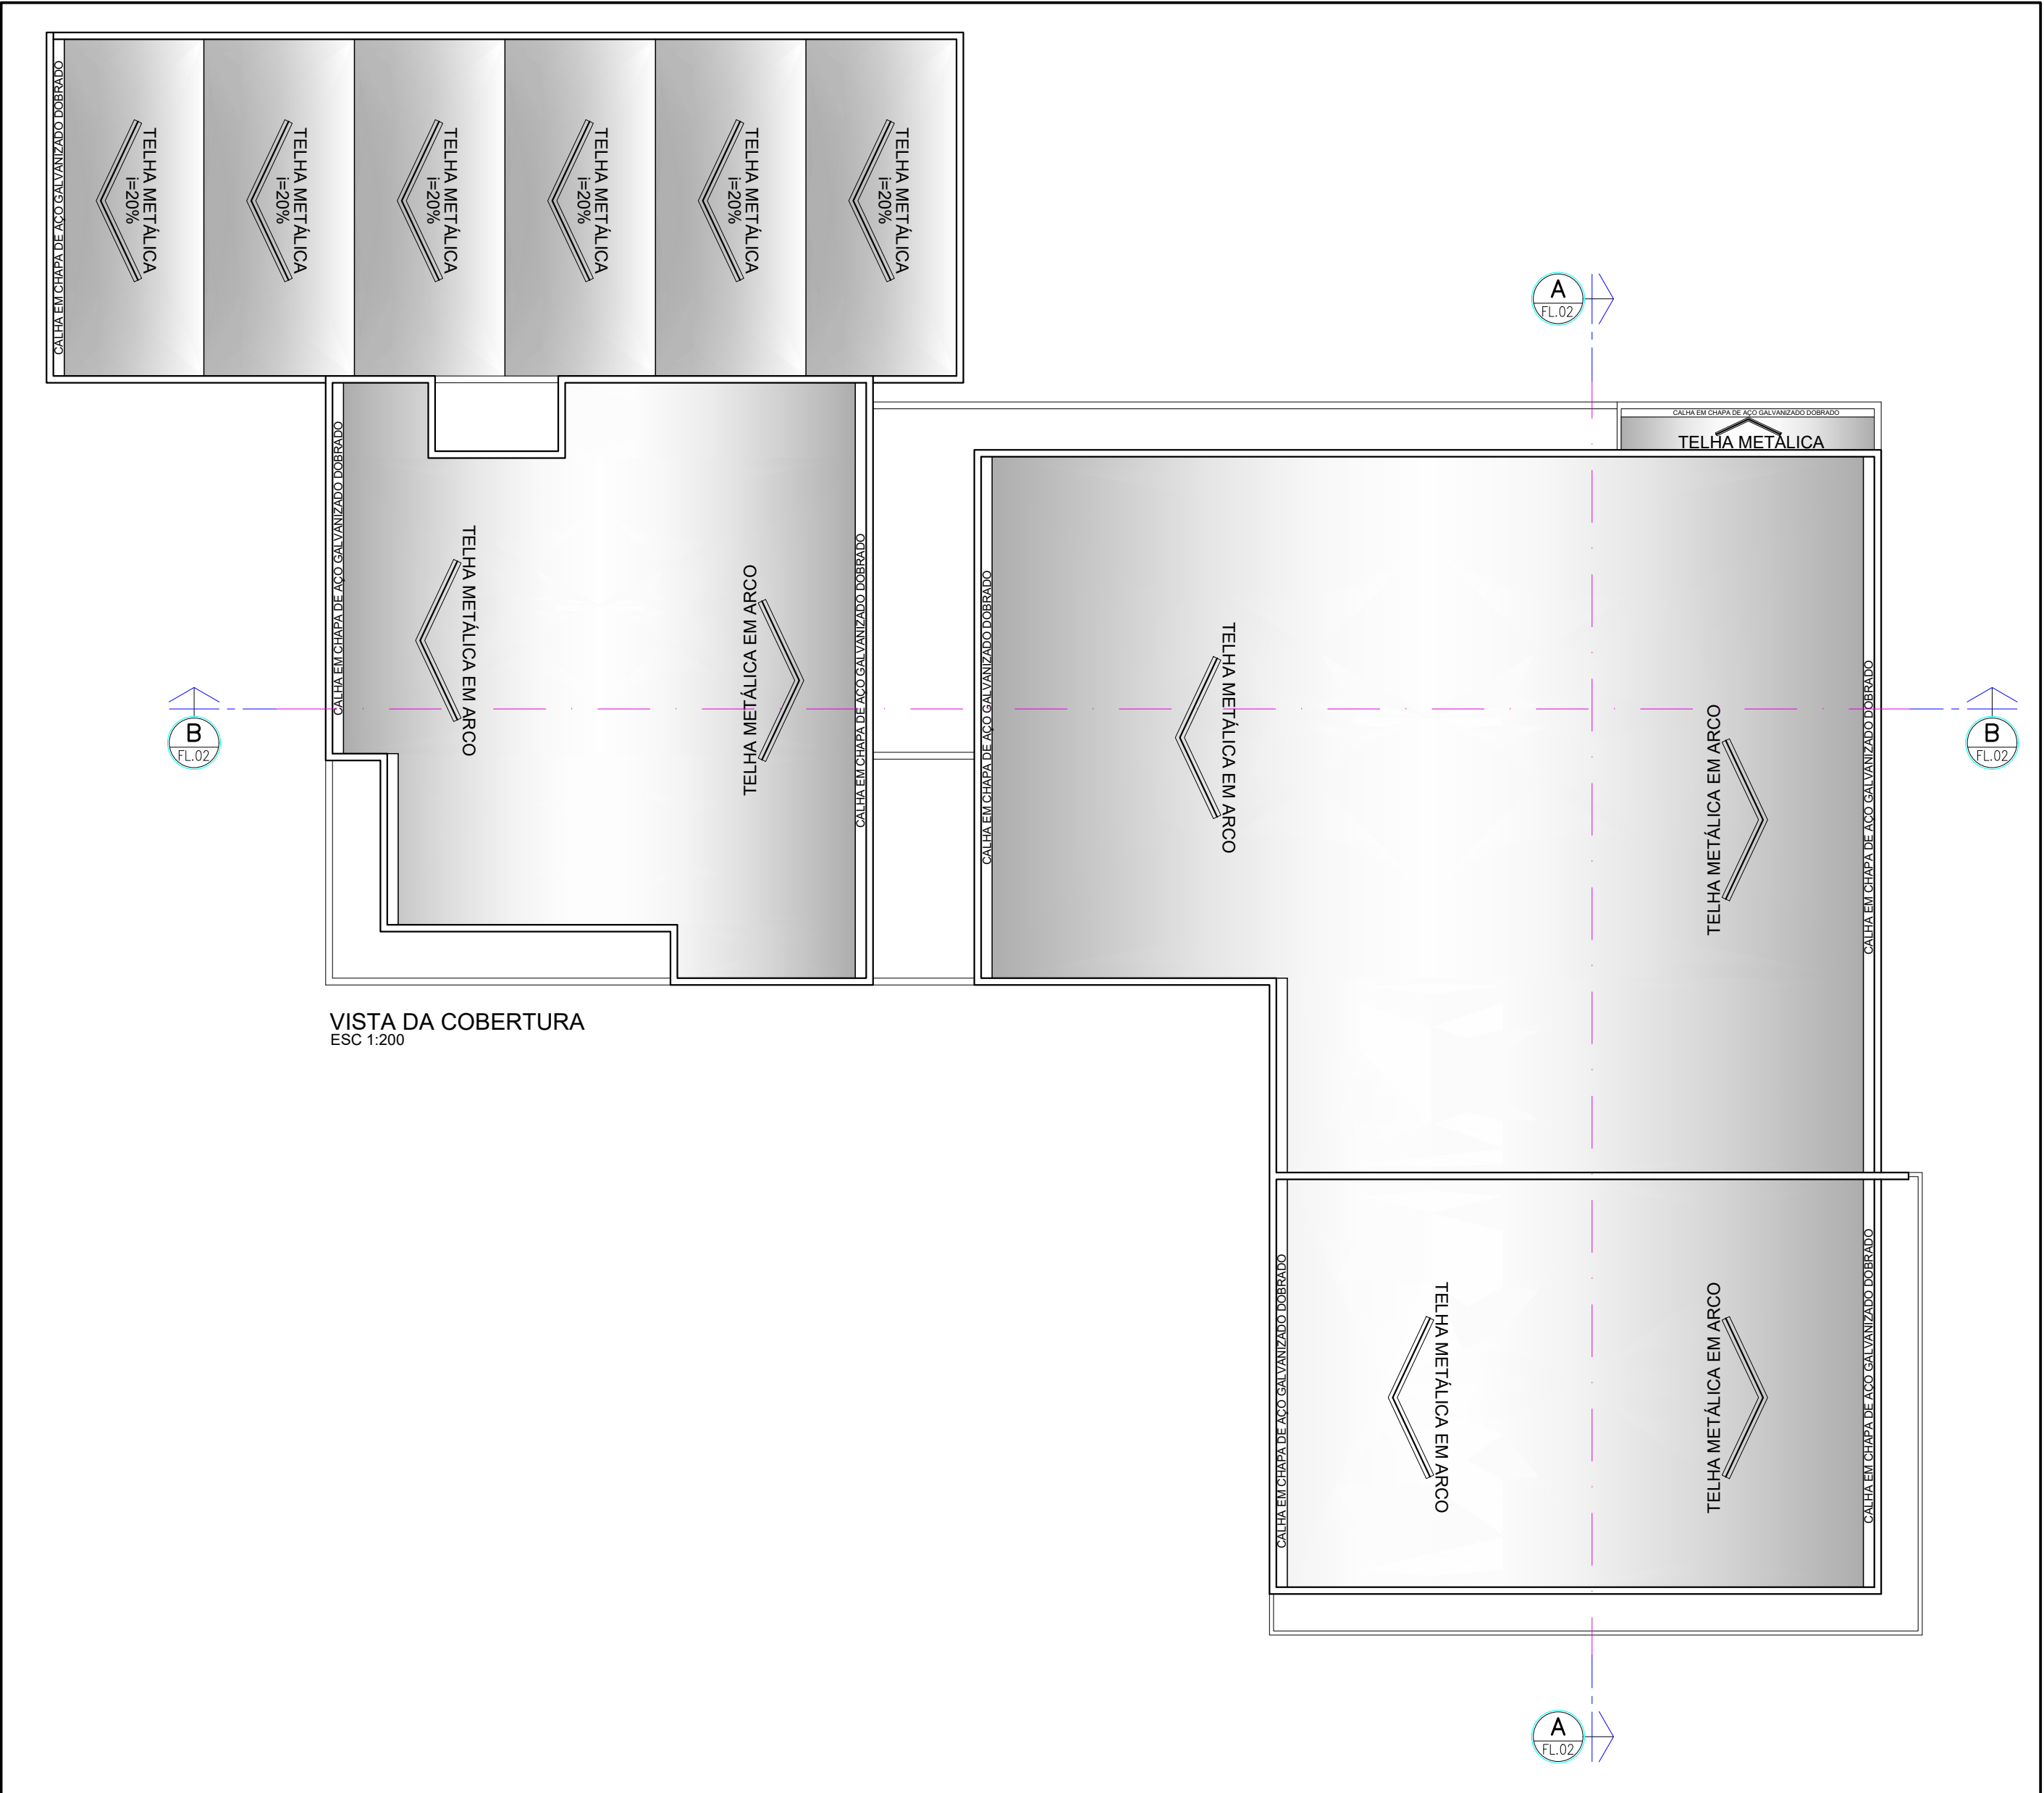 CALHA EM CHAPA DE AÇO GALVANIZADO DOBRADO
TELHA METÁLICA
i=20%
TELHA METÁLICA
i=20%
TELHA METÁLICA
i=20%
TELHA METÁLICA
i=20%
TELHA METÁLICA
i=20%
TELHA METÁLICA
i=20%
A
FL.02
CALHA EM CHAPA DE AÇO GALVANIZADO DOBRADO
TELHA METÁLICA
CALHA EM CHAPA DE AÇO GALVANIZADO DOBRADO
TELHA METÁLICA EM ARCO
TELHA METÁLICA EM ARCO
CALHA EM CHAPA DE AÇO GALVANIZADO DOBRADO
CALHA EM CHAPA DE AÇO GALVANIZADO DOBRADO
TELHA METÁLICA EM ARCO
TELHA METÁLICA EM ARCO
CALHA EM CHAPA DE AÇO GALVANIZADO DOBRADO
B
FL.02
B
FL.02
VISTA DA COBERTURA
ESC 1:200
CALHA EM CHAPA DE AÇO GALVANIZADO DOBRADO
TELHA METÁLICA EM ARCO
TELHA METÁLICA EM ARCO
CALHA EM CHAPA DE AÇO GALVANIZADO DOBRADO
A
FL.02